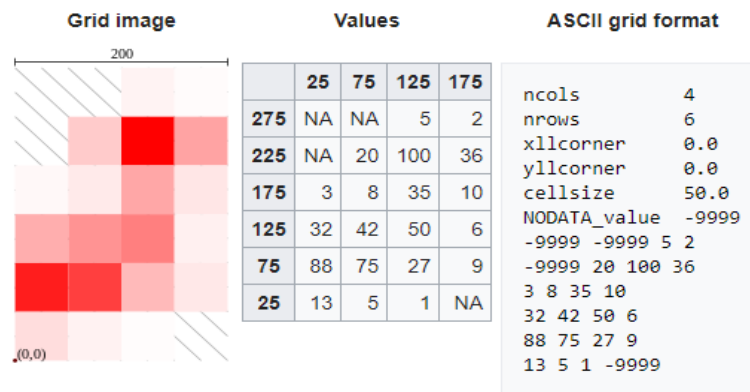 Grid image
200
(0,0)
Values
25 75 125 175
275 NA NA 5 2
225 NA 20 100 36
175 3 8 35 10
125 32 42 50 6
75 88 75 27 9
25 13 5 1 NA
ASCII grid format
ncols 4
nrows 6
xllcorner 0.0
yllcorner 0.0
cellsize 50.0
NODATA_value -9999
-9999 -9999 5 2
-9999 20 100 36
3 8 35 10
32 42 50 6
88 75 27 9
13 5 1 -9999